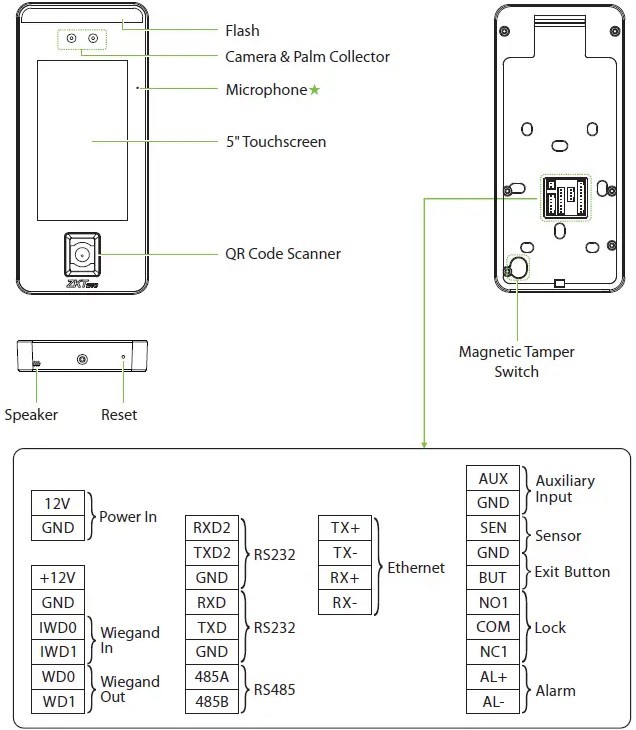 Flash
Camera & Palm Collector
Microphone★
5" Touchscreen
QR Code Scanner
ZKTeco
Magnetic Tamper
Switch
Speaker
Reset
12V
GND
Power In
+12V
GND
IWD0
IWD1
Wiegand
In
WD0
WD1
Wiegand
Out
RXD2
TXD2
GND
RS232
RXD
TXD
GND
RS232
485A
485B
RS485
TX+
TX-
RX+
RX-
Ethernet
AUX
GND
Auxiliary
Input
SEN
Sensor
GND
BUT
Exit Button
NO1
COM
NC1
Lock
AL+
AL-
Alarm